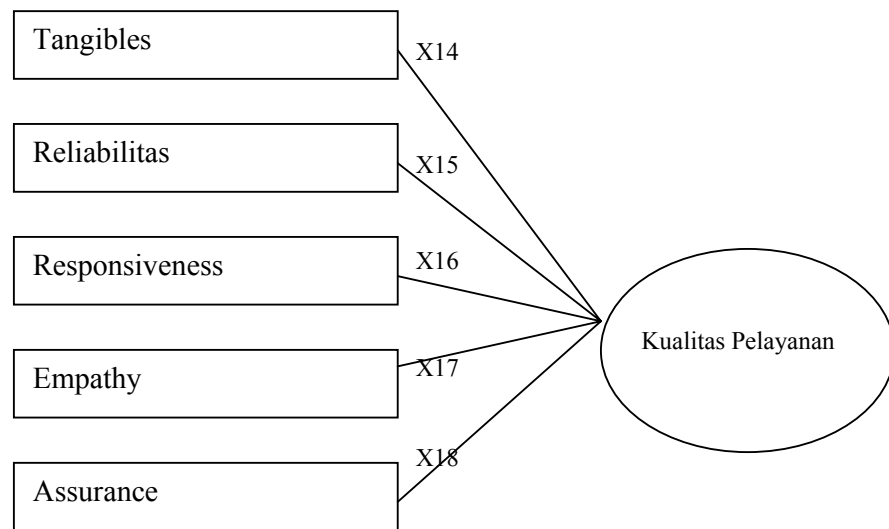 Tangibles
X14
Reliabilitas
X15
Responsiveness
X16
Kualitas Pelayanan
Empathy
X17
Assurance
X18